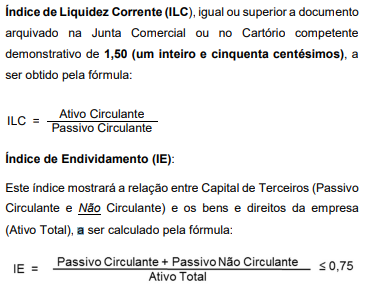 Índice de Liquidez Corrente (ILC), igual ou superior a documento
arquivado na Junta Comercial ou no Cartório competente
demonstrativo de 1,50 (um inteiro e cinquenta centésimos), a
ser obtido pela fórmula:
ILC = Ativo Circulante
Passivo Circulante
Índice de Endividamento (IE):
Este índice mostrará a relação entre Capital de Terceiros (Passivo
Circulante e Não Circulante) e os bens e direitos da empresa
(Ativo Total), a ser calculado pela fórmula:
IE = Passivo Circulante + Passivo Não Circulante ≤ 0,75
Ativo Total